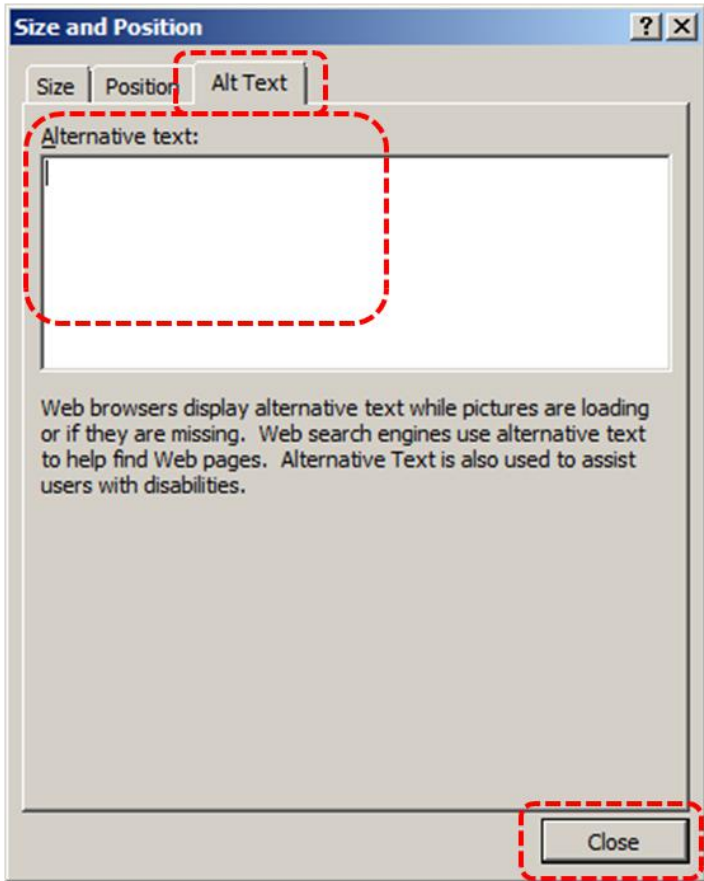 Size and Position
Size Position Alt Text
Alternative text:
Web browsers display alternative text while pictures are loading
or if they are missing.  Web search engines use alternative text
to help find Web pages.  Alternative Text is also used to assist
users with disabilities.
Close